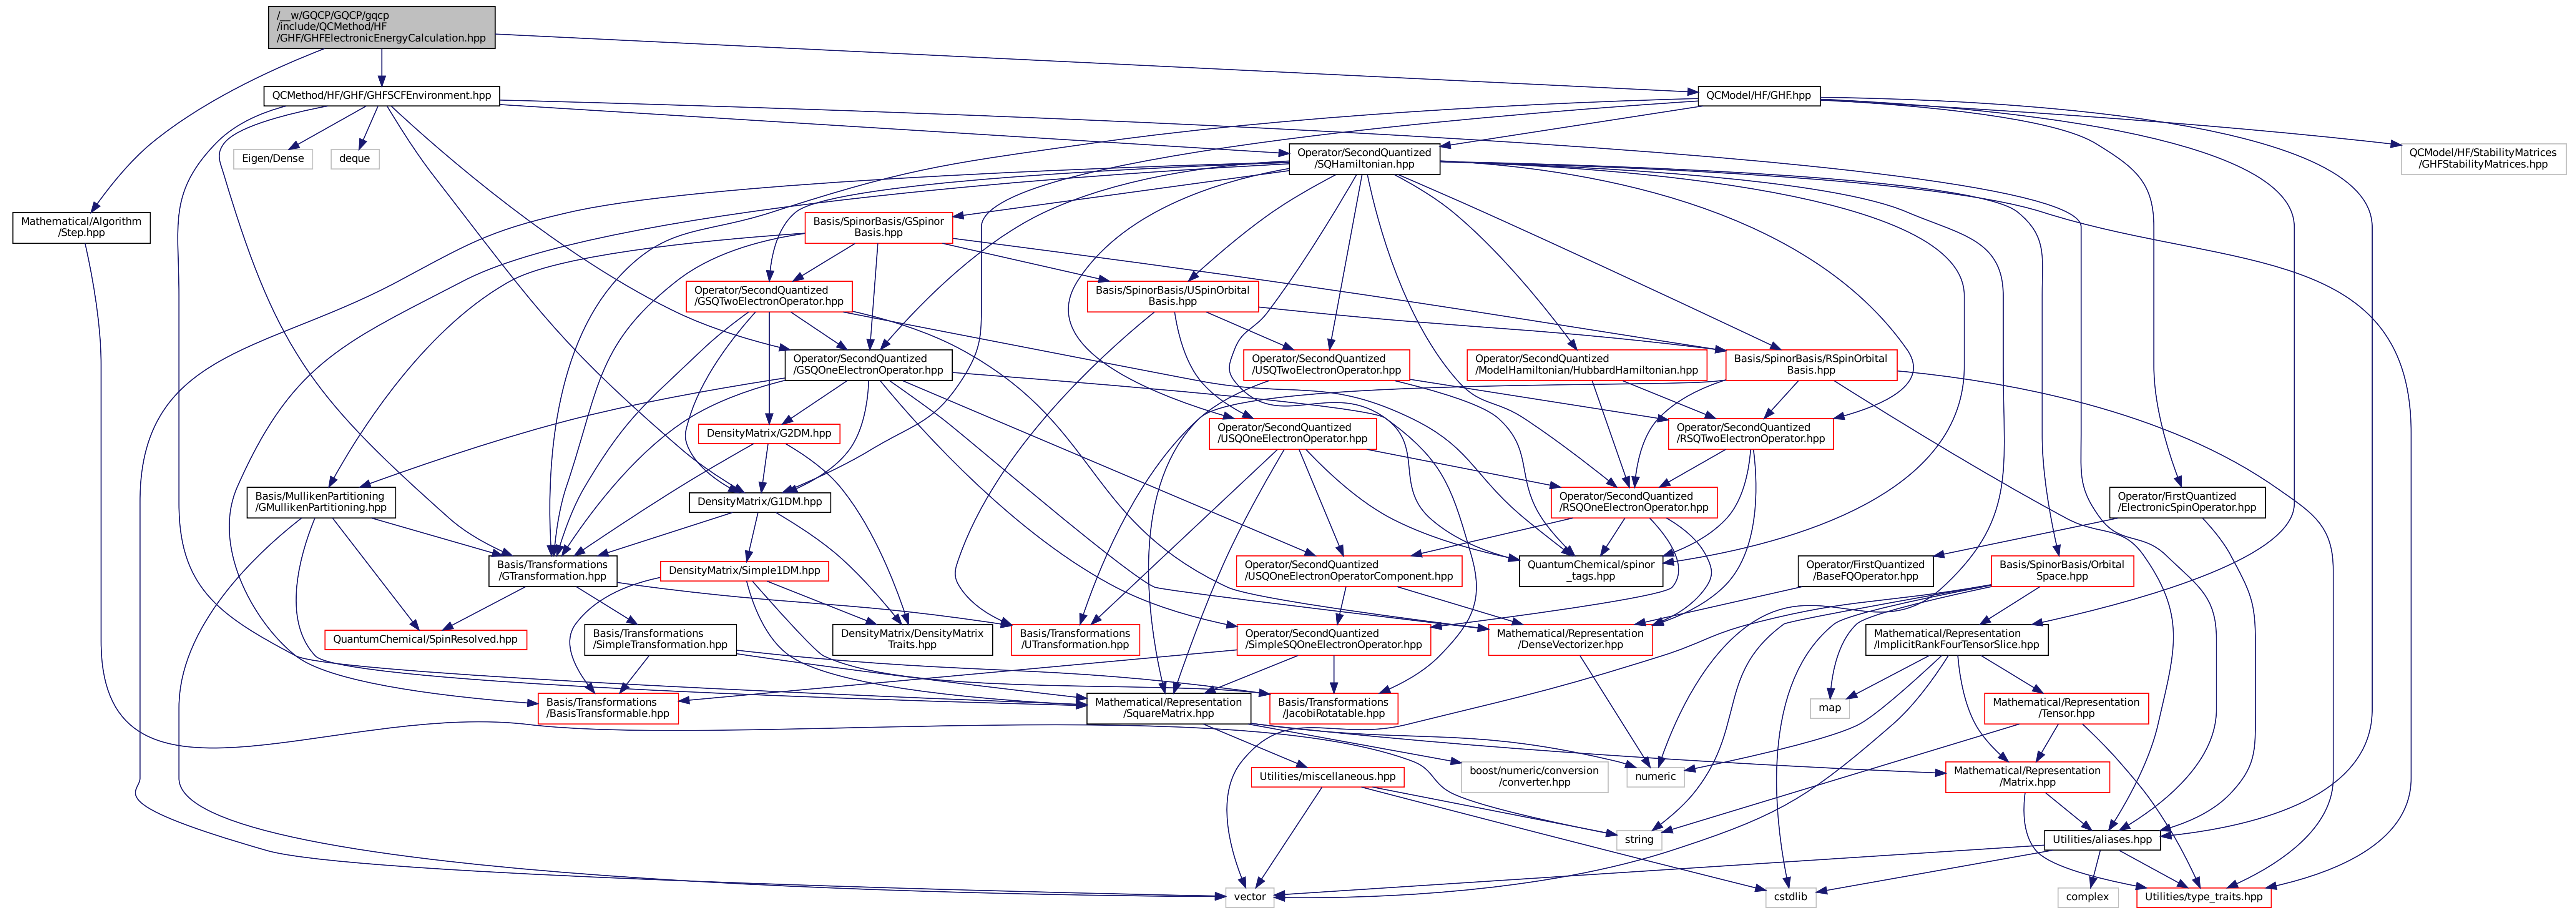 /__w/GQCP/GQCP/gqcp
/include/QCMethod/HF
/GHF/GHFElectronicEnergyCalculation.hpp
QCMethod/HF/GHF/GHFSCFEnvironment.hpp
QCModel/HF/GHF.hpp
Eigen/Dense
deque
Operator/SecondQuantized
/SQHamiltonian.hpp
QCModel/HF/StabilityMatrices
/GHFStabilityMatrices.hpp
Mathematical/Algorithm
/Step.hpp
Basis/SpinorBasis/GSpinor
Basis.hpp
Operator/SecondQuantized
/GSQTwoElectronOperator.hpp
Basis/SpinorBasis/USpinOrbital
Basis.hpp
Operator/SecondQuantized
/GSQOneElectronOperator.hpp
Operator/SecondQuantized
/USQTwoElectronOperator.hpp
Operator/SecondQuantized
/ModelHamiltonian/HubbardHamiltonian.hpp
Basis/SpinorBasis/RSpinOrbital
Basis.hpp
DensityMatrix/G2DM.hpp
Operator/SecondQuantized
/USQOneElectronOperator.hpp
Operator/SecondQuantized
/RSQTwoElectronOperator.hpp
Basis/MullikenPartitioning
/GMullikenPartitioning.hpp
DensityMatrix/G1DM.hpp
Operator/SecondQuantized
/RSQOneElectronOperator.hpp
Operator/FirstQuantized
/ElectronicSpinOperator.hpp
Basis/Transformations
/GTransformation.hpp
DensityMatrix/Simple1DM.hpp
Operator/SecondQuantized
/USQOneElectronOperatorComponent.hpp
QuantumChemical/spinor
_tags.hpp
Operator/FirstQuantized
/BaseFQOperator.hpp
Basis/SpinorBasis/Orbital
Space.hpp
QuantumChemical/SpinResolved.hpp
Basis/Transformations
/SimpleTransformation.hpp
DensityMatrix/DensityMatrix
Traits.hpp
Basis/Transformations
/UTransformation.hpp
Operator/SecondQuantized
/SimpleSQOneElectronOperator.hpp
Mathematical/Representation
/DenseVectorizer.hpp
Mathematical/Representation
/ImplicitRankFourTensorSlice.hpp
Basis/Transformations
/BasisTransformable.hpp
Mathematical/Representation
/SquareMatrix.hpp
Basis/Transformations
/JacobiRotatable.hpp
map
Mathematical/Representation
/Tensor.hpp
Utilities/miscellaneous.hpp
boost/numeric/conversion
/converter.hpp
numeric
Mathematical/Representation
/Matrix.hpp
string
Utilities/aliases.hpp
vector
cstdlib
complex
Utilities/type_traits.hpp